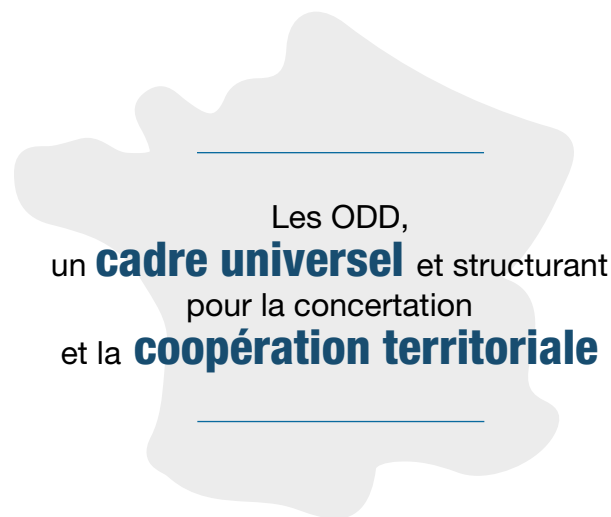 Les ODD,
un cadre universel et structurant
pour la concertation
et la coopération territoriale